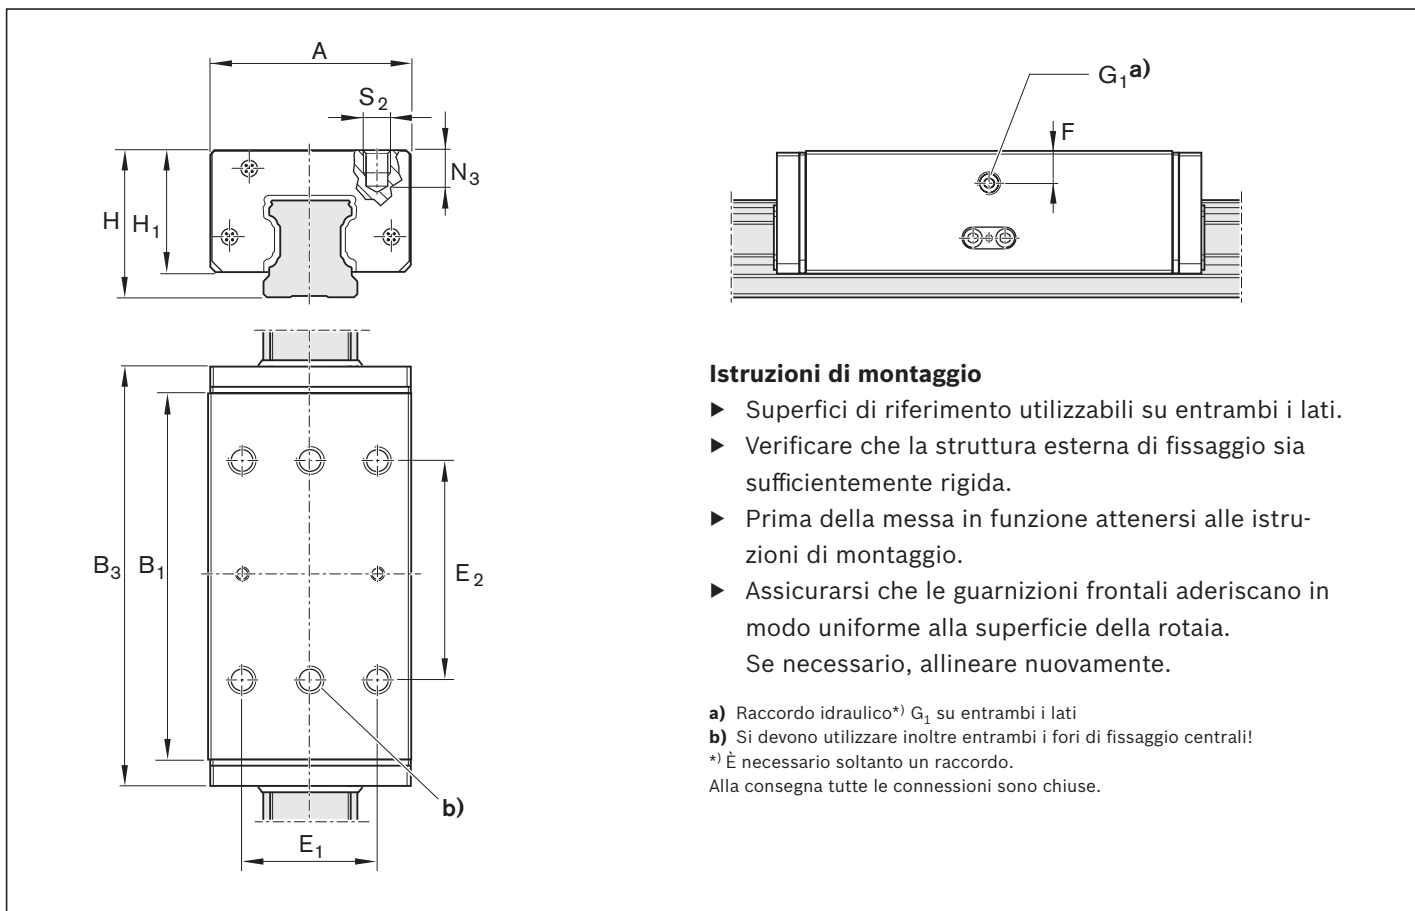 A
S2
N3
H
H1
G1 a)
F
B3
B1
E2
b)
E1
Istruzioni di montaggio
▶ Superfici di riferimento utilizzabili su entrambi i lati.
▶ Verificare che la struttura esterna di fissaggio sia
sufficientemente rigida.
▶ Prima della messa in funzione attenersi alle istru-
zioni di montaggio.
▶ Assicurarsi che le guarnizioni frontali aderiscano in
modo uniforme alla superficie della rotaia.
Se necessario, allineare nuovamente.
a) Raccordo idraulico*) G1 su entrambi i lati
b) Si devono utilizzare inoltre entrambi i fori di fissaggio centrali!
*) È necessario soltanto un raccordo.
Alla consegna tutte le connessioni sono chiuse.